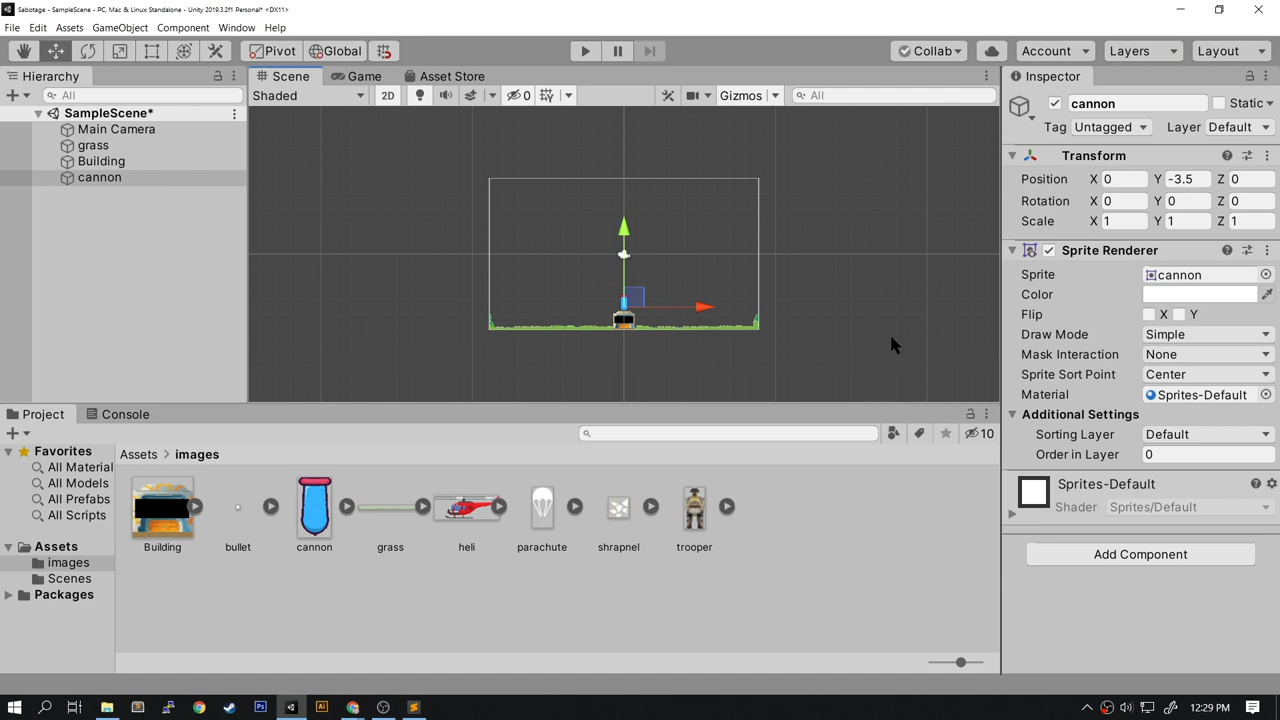 Sabotage - SampleScene - PC, Mac & Linux Standalone - Unity 2019.3.2f1 Personal* <DX11>
File Edit Assets GameObject Component Window Help
Pivot Global Collab Account Layers Layout
Hierarchy Scene Game Asset Store Inspector
All Shaded 2D 0 Gizmos All cannon Static
SampleScene*
Main Camera Tag Untagged Layer Default
grass
Building Transform
cannon Position X 0 Y -3.5 Z 0
Rotation X 0 Y 0 Z 0
Scale X 1 Y 1 Z 1
Sprite Renderer
Sprite cannon
Color
Flip X Y
Draw Mode Simple
Mask Interaction None
Sprite Sort Point Center
Material Sprites-Default
Project Console Additional Settings
Sorting Layer Default 10
Favorites Assets > images Order in Layer 0
All Material
All Models Sprites-Default
All Prefabs Shader Sprites/Default
All Scripts
Assets Building bullet cannon grass heli parachute shrapnel trooper Add Component
images
Scenes
Packages
12:29 PM